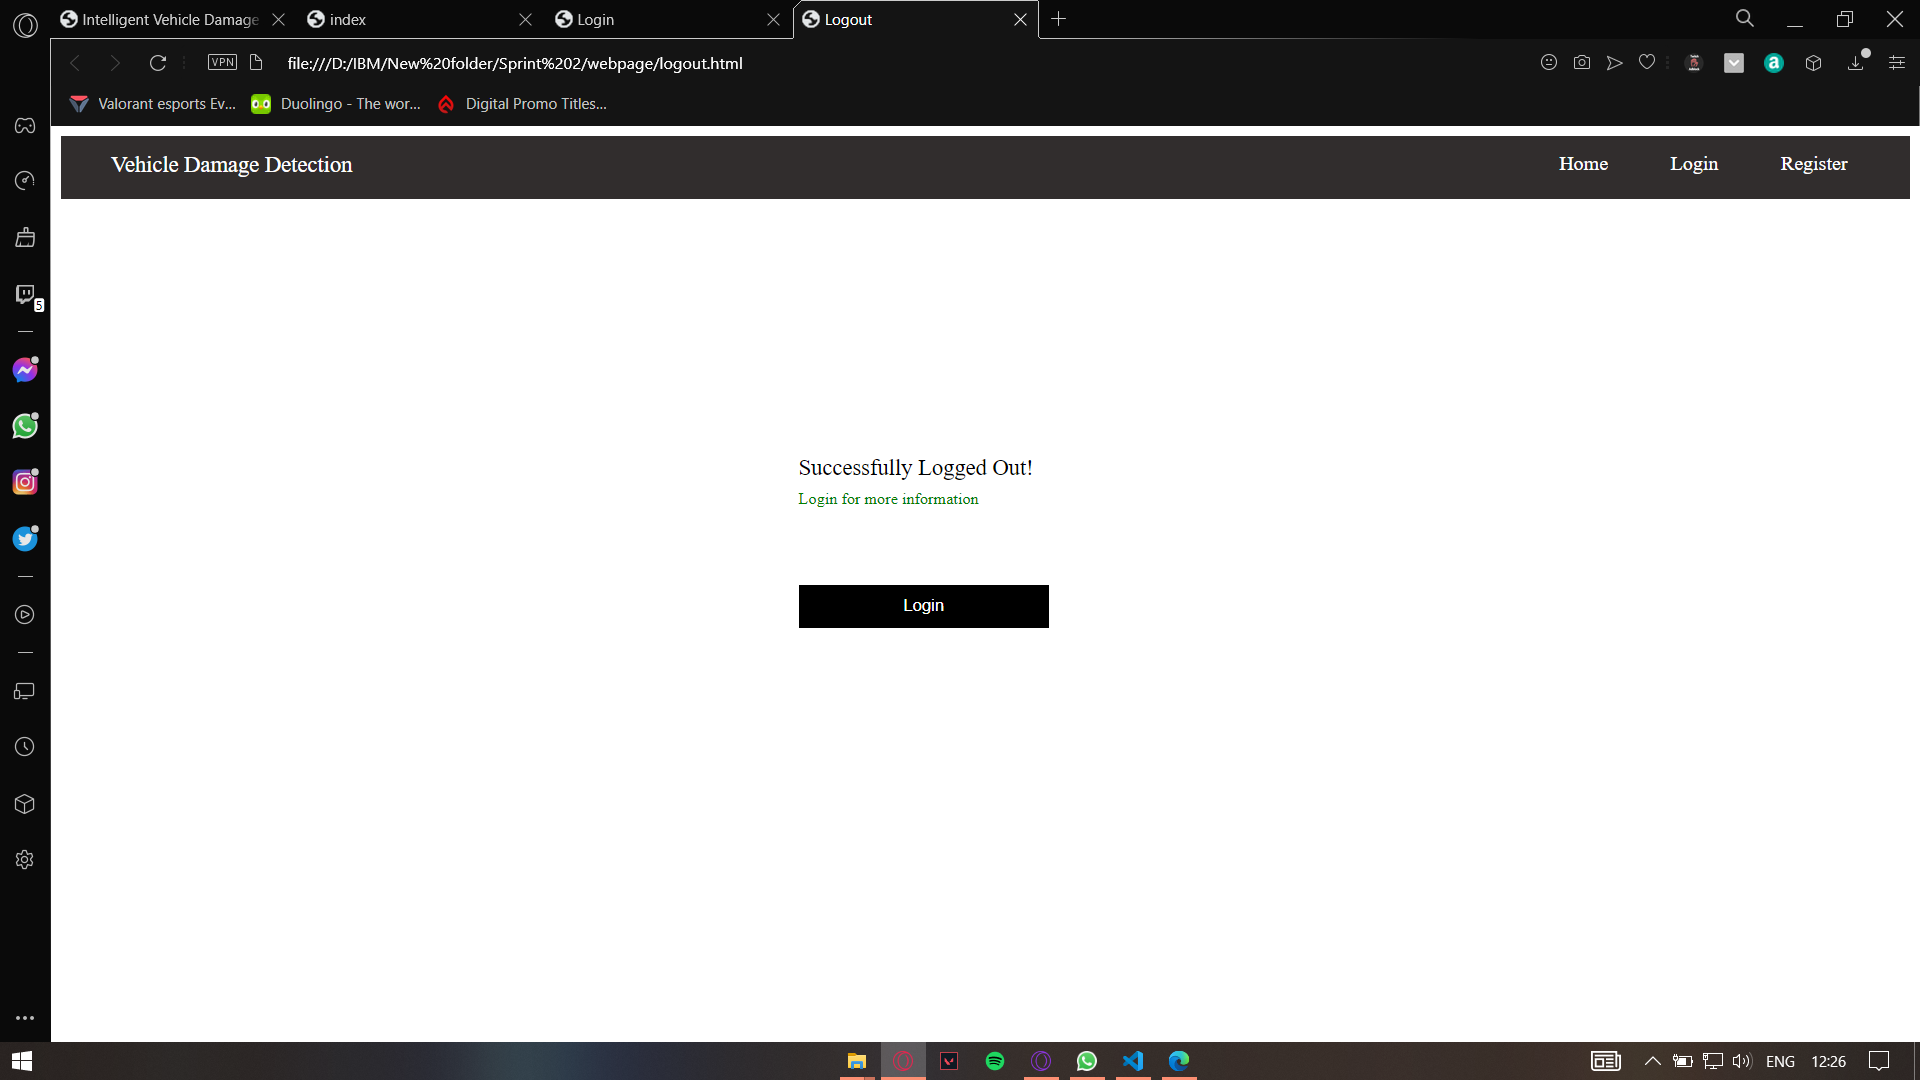 Intelligent Vehicle Damage
index
Login
Logout
VPN
file:///D:/IBM/New%20folder/Sprint%202/webpage/logout.html
Valorant esports Ev...
Duolingo - The wor...
Digital Promo Titles...
Vehicle Damage Detection
Home
Login
Register
5
Successfully Logged Out!
Login for more information
Login
ENG
12:26